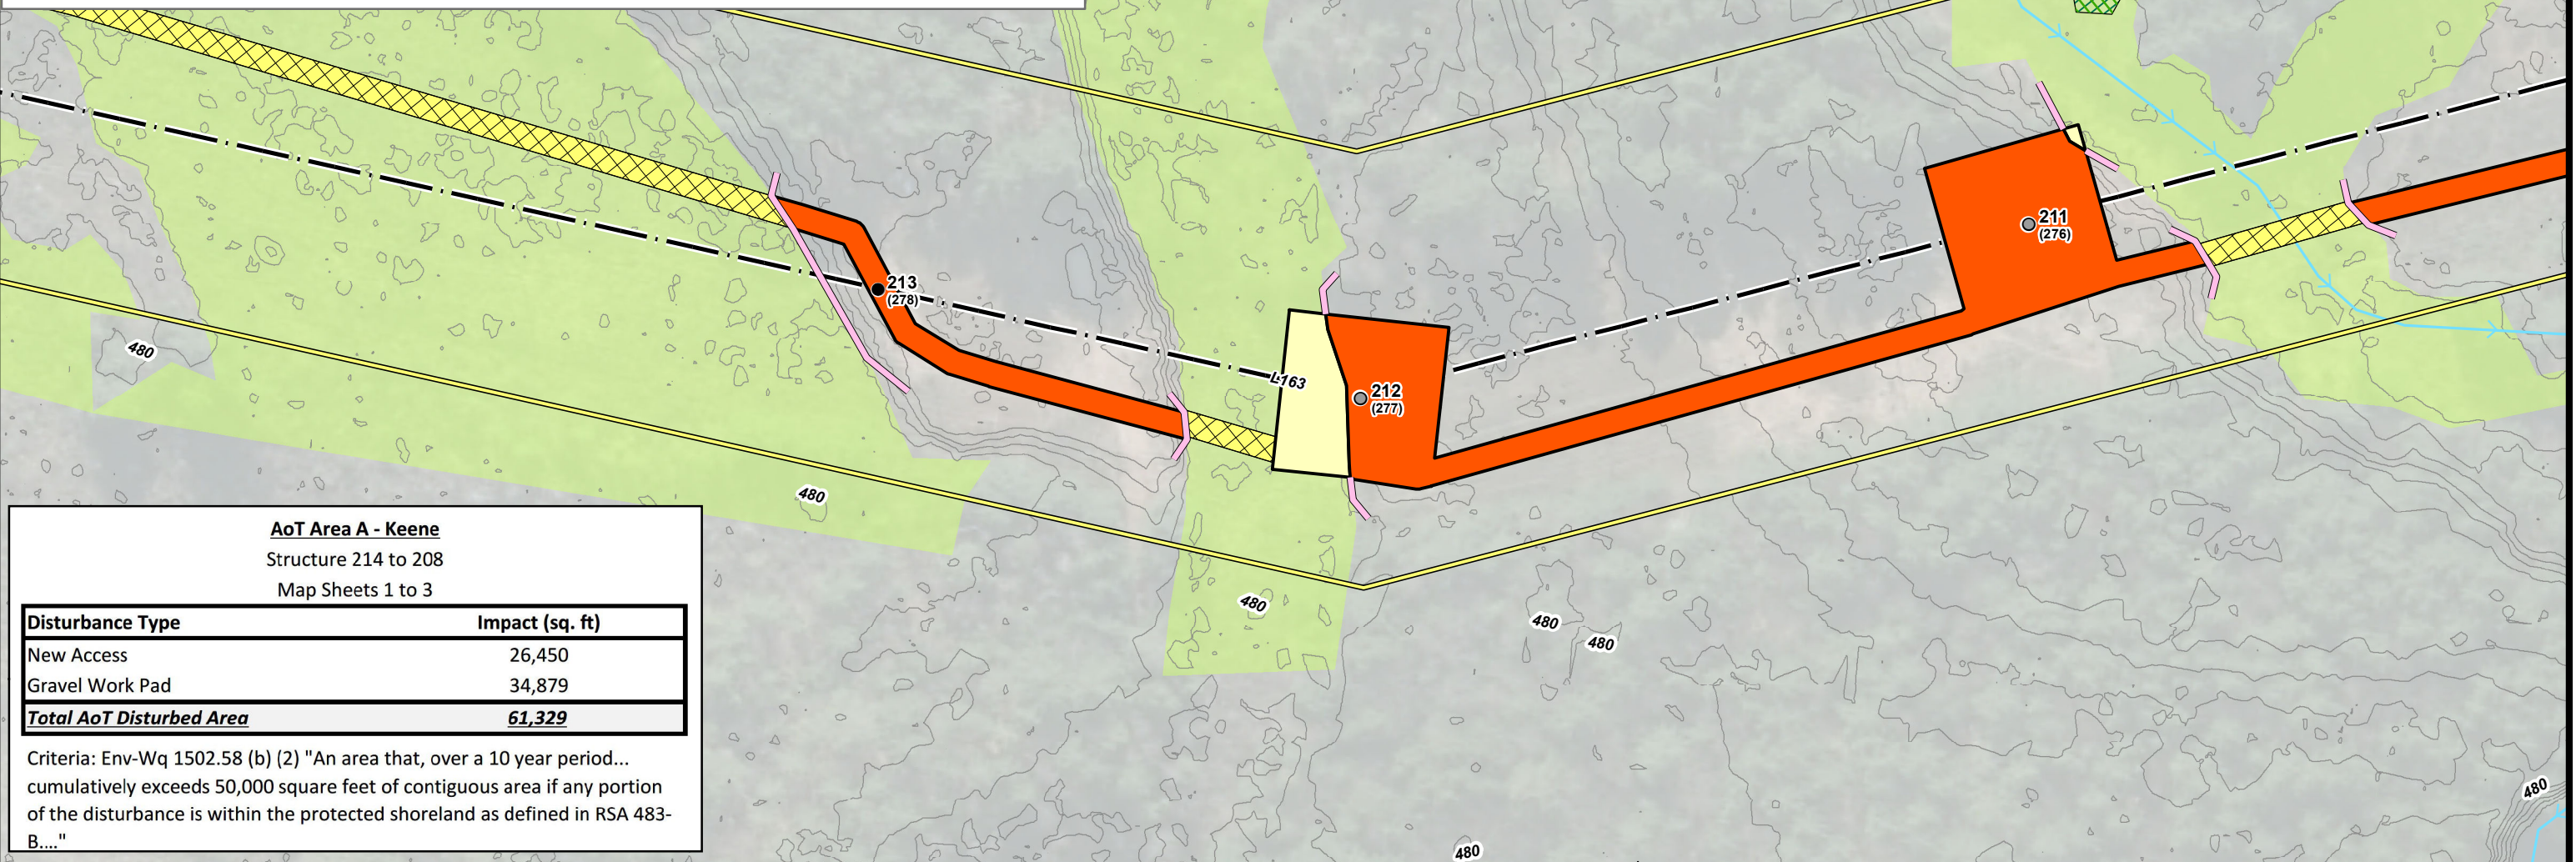 211
(276)
213
(278)
480
L163
212
(277)
480
480
480
480
480
480
AoT Area A - Keene
Structure 214 to 208
Map Sheets 1 to 3
Disturbance Type Impact (sq. ft)
New Access 26,450
Gravel Work Pad 34,879
Total AoT Disturbed Area 61,329
Criteria: Env-Wq 1502.58 (b) (2) "An area that, over a 10 year period...
cumulatively exceeds 50,000 square feet of contiguous area if any portion
of the disturbance is within the protected shoreland as defined in RSA 483-
B...."